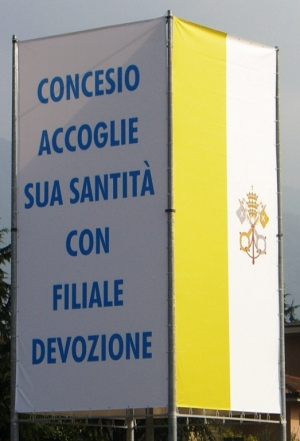 CONCESIO
ACCOGLIE
SUA SANTITÀ
CON
FILIALE
DEVOZIONE